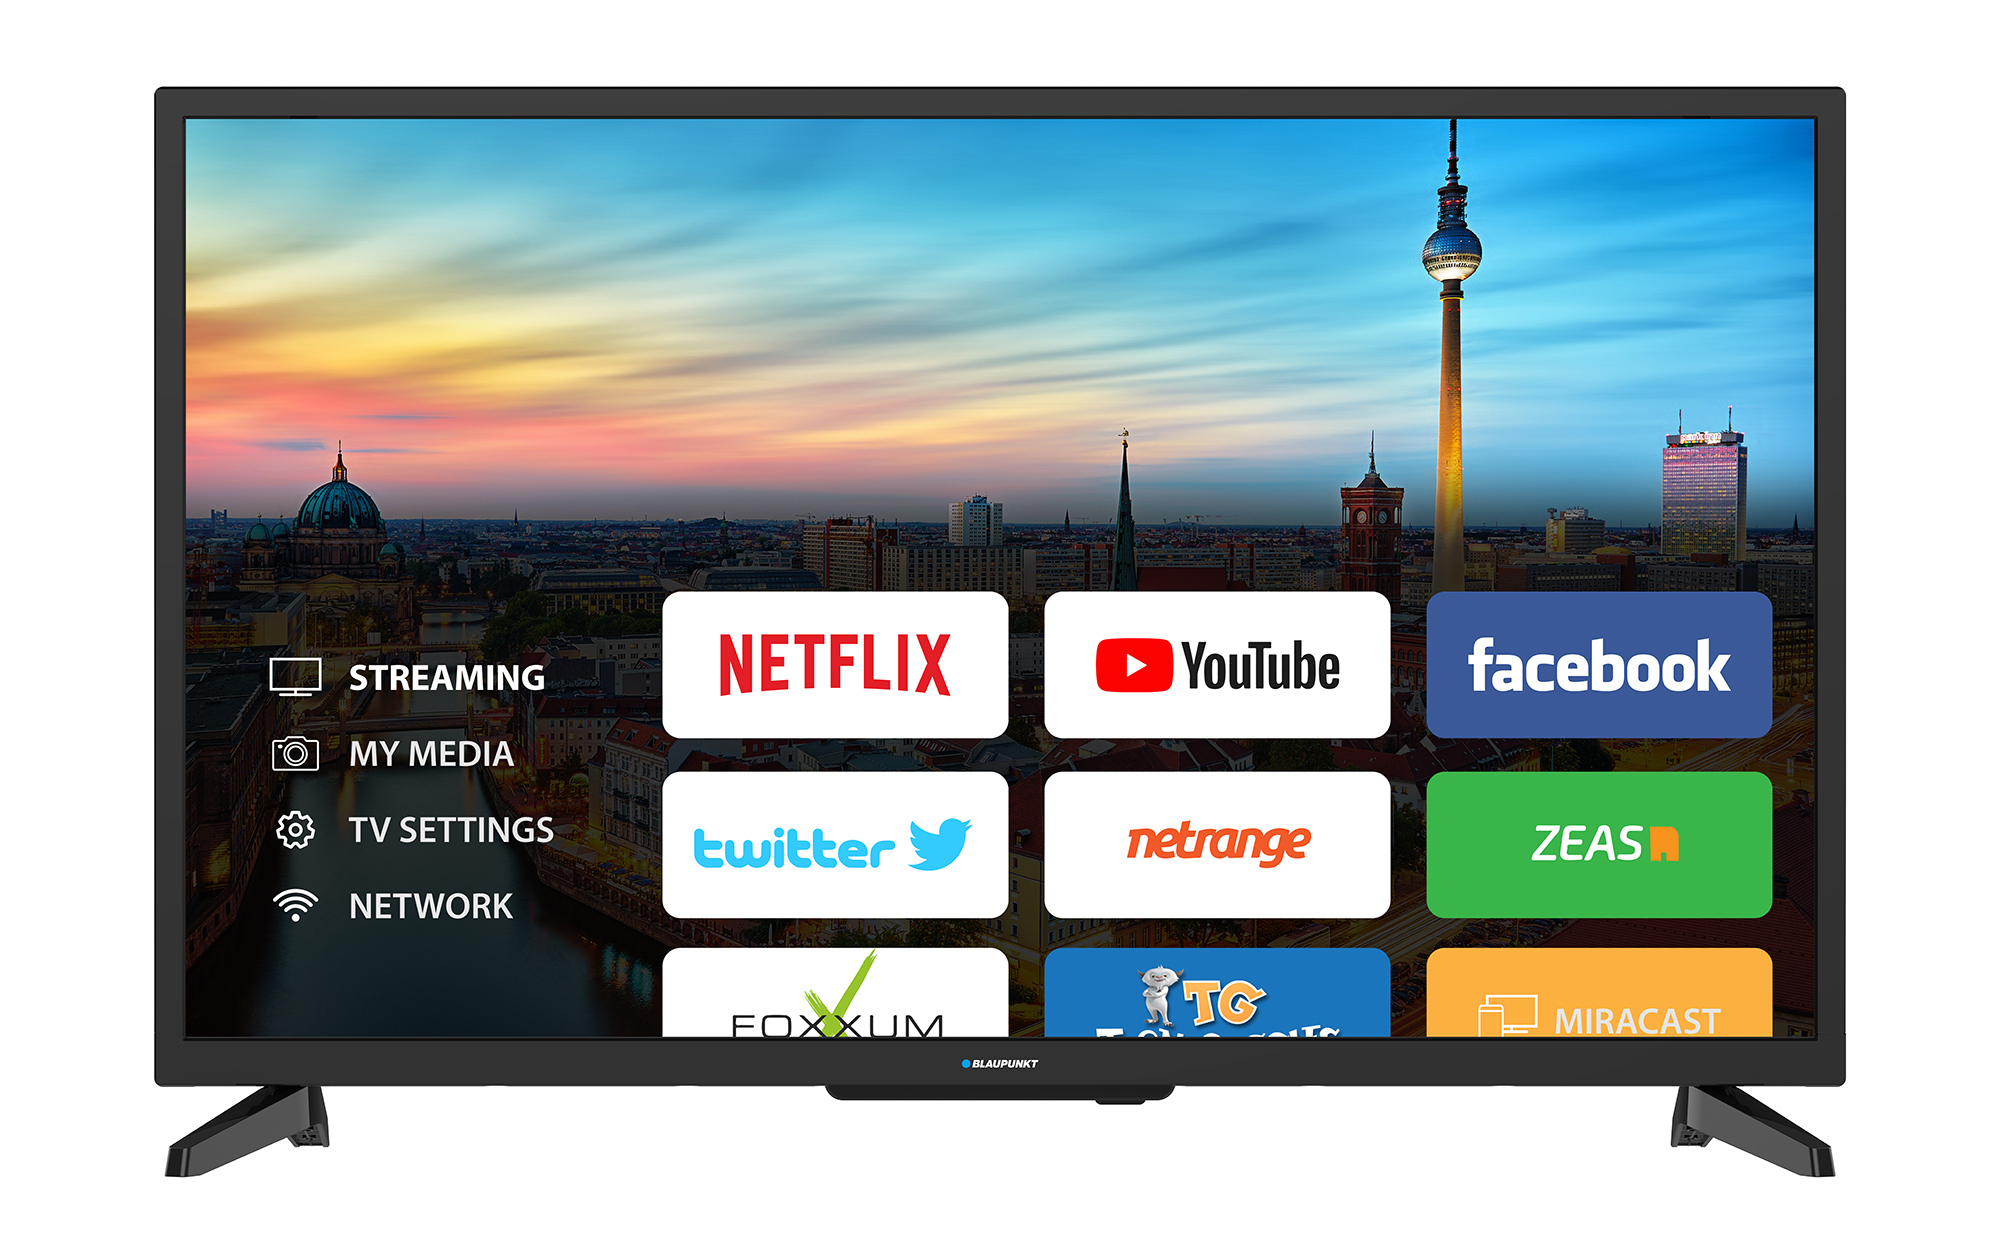 STREAMING
MY MEDIA
TV SETTINGS
NETWORK
NETFLIX
YouTube
facebook
twitter
netrange
ZEAS
FOXXUM
TG
MIRACAST
BLAUPUNKT